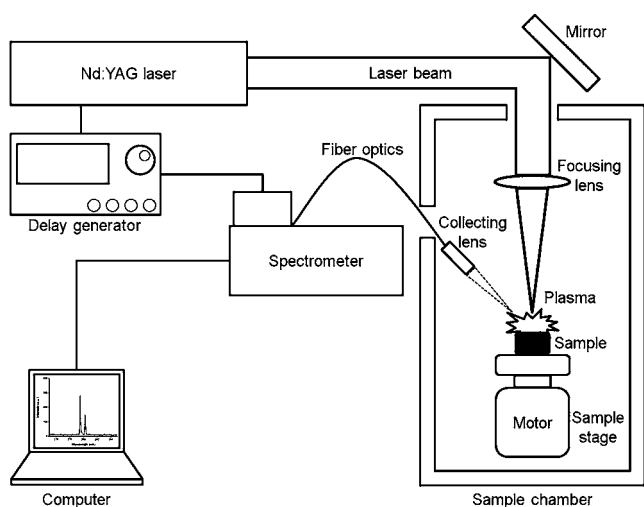 Mirror
Nd:YAG laser
Laser beam
Fiber optics
Focusing
lens
Delay generator
Collecting
lens
Spectrometer
Plasma
Sample
Motor
Sample
stage
Computer
Sample chamber